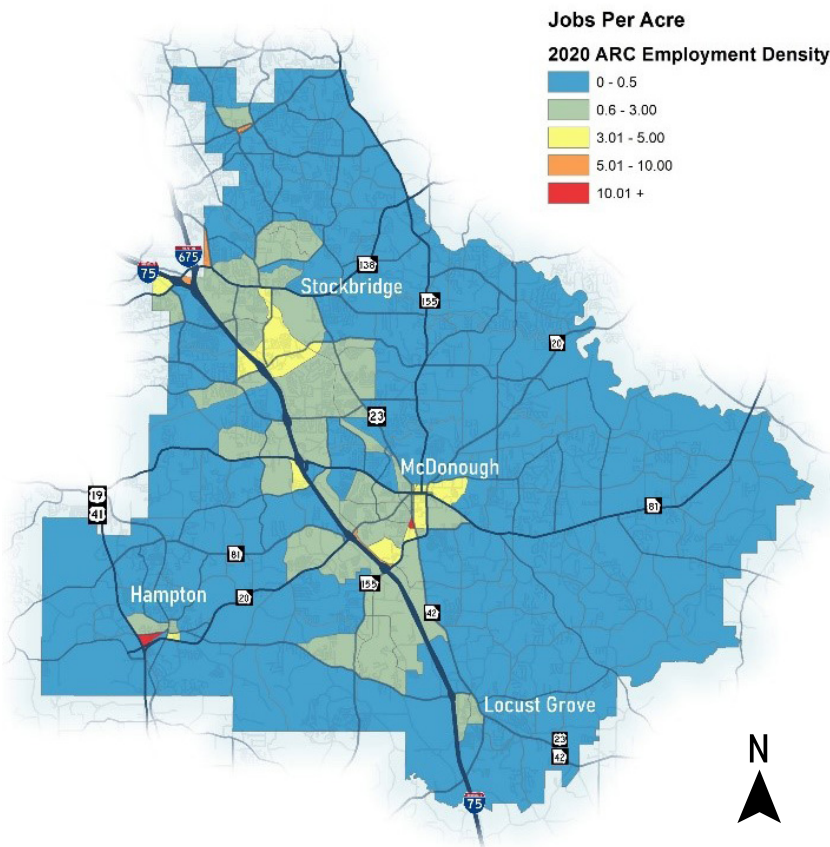 Jobs Per Acre
2020 ARC Employment Density
0 - 0.5
0.6 - 3.00
3.01 - 5.00
5.01 - 10.00
10.01 +
675
75
138
Stockbridge
155
20
23
McDonough
19
41
81
81
Hampton
20
155
42
Locust Grove
23
42
N
75